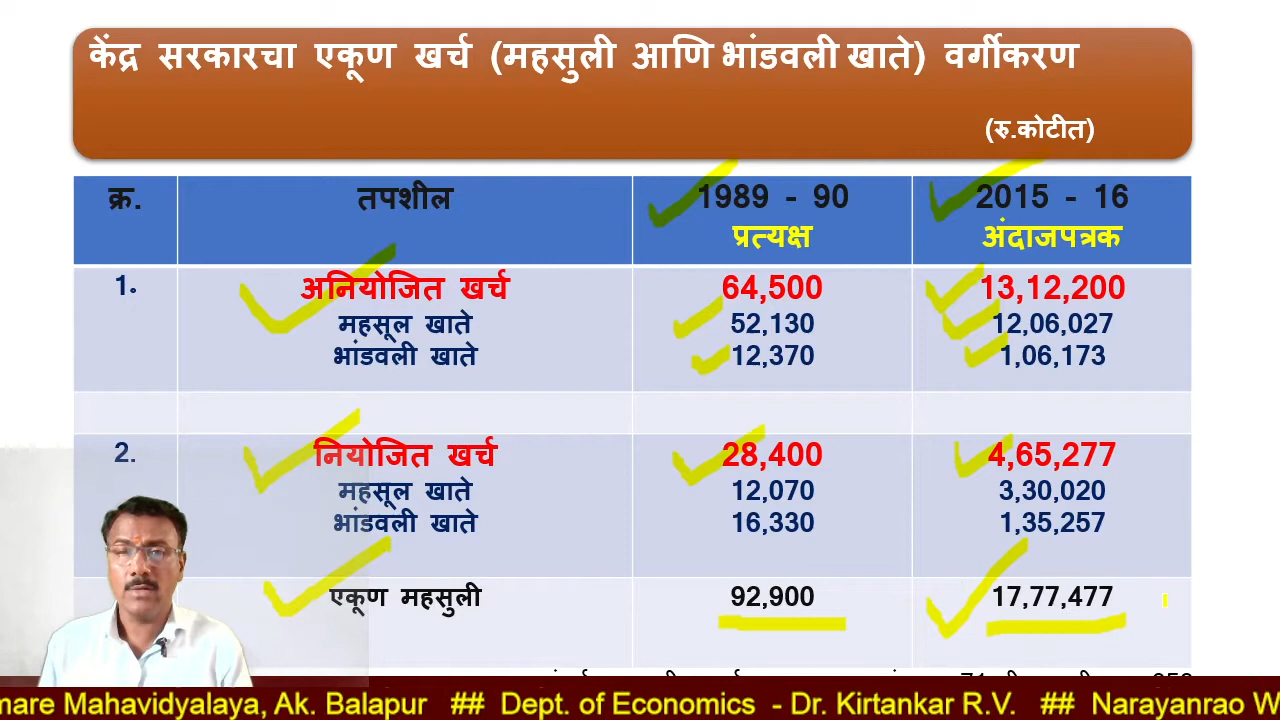 केंद्र सरकारचा एकूण खर्च (महसुली आणि भांडवली खाते) वर्गीकरण
(रु.कोटीत)
क्र. तपशील 1989 - 90 2015 - 16
प्रत्यक्ष अंदाजपत्रक
1. अनियोजित खर्च 64,500 13,12,200
महसूल खाते 52,130 12,06,027
भांडवली खाते 12,370 1,06,173
2. नियोजित खर्च 28,400 4,65,277
महसूल खाते 12,070 3,30,020
भांडवली खाते 16,330 1,35,257
एकूण महसुली 92,900 17,77,477
mare Mahavidyalaya, Ak. Balapur ## Dept. of Economics - Dr. Kirtankar R.V. ## Narayanrao W